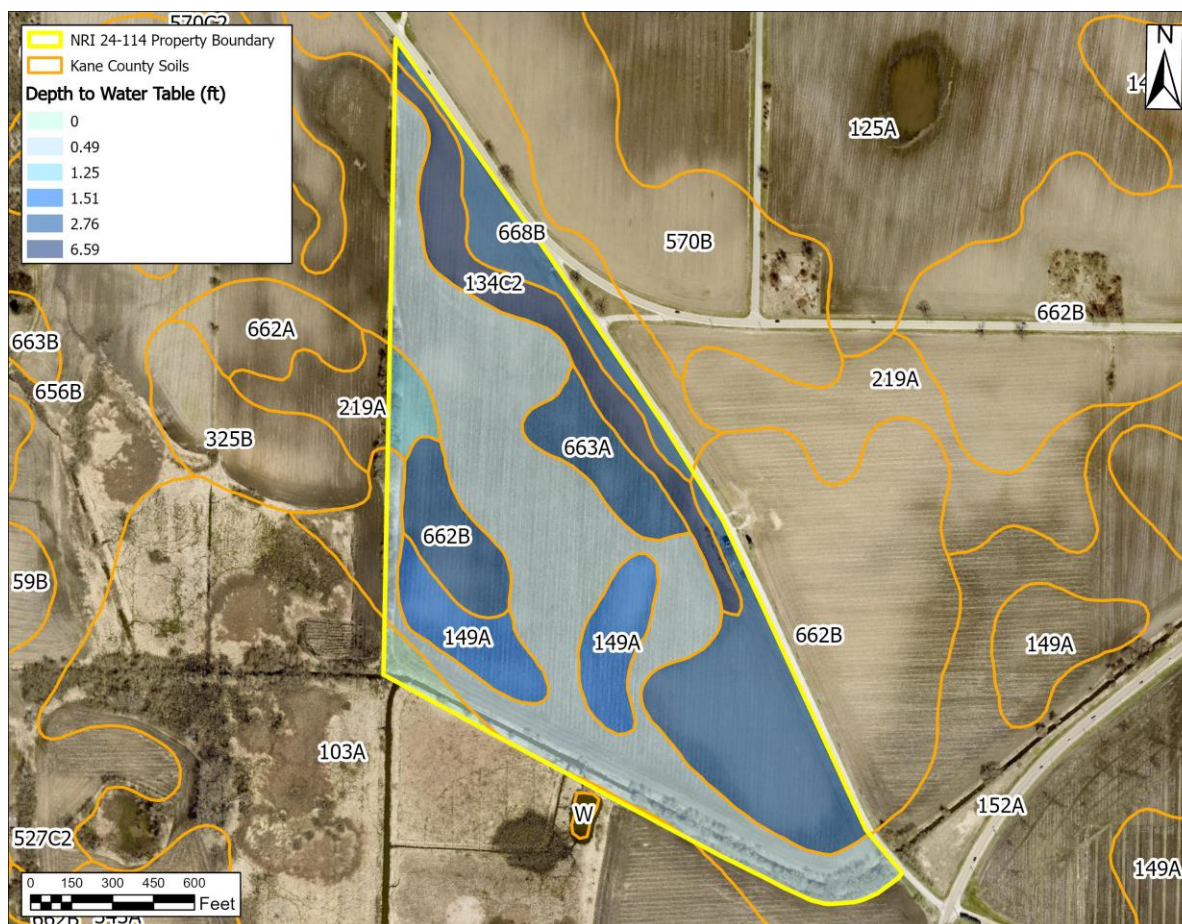 570C2
NRI 24-114 Property Boundary
Kane County Soils
Depth to Water Table (ft)
0
0.49
1.25
1.51
2.76
6.59
N
125A
668B
570B
134C2
662A
662B
663B
656B
219A
219A
325B
663A
662B
59B
149A
149A
662B
149A
103A
W
152A
527C2
149A
0 150 300 450 600
Feet